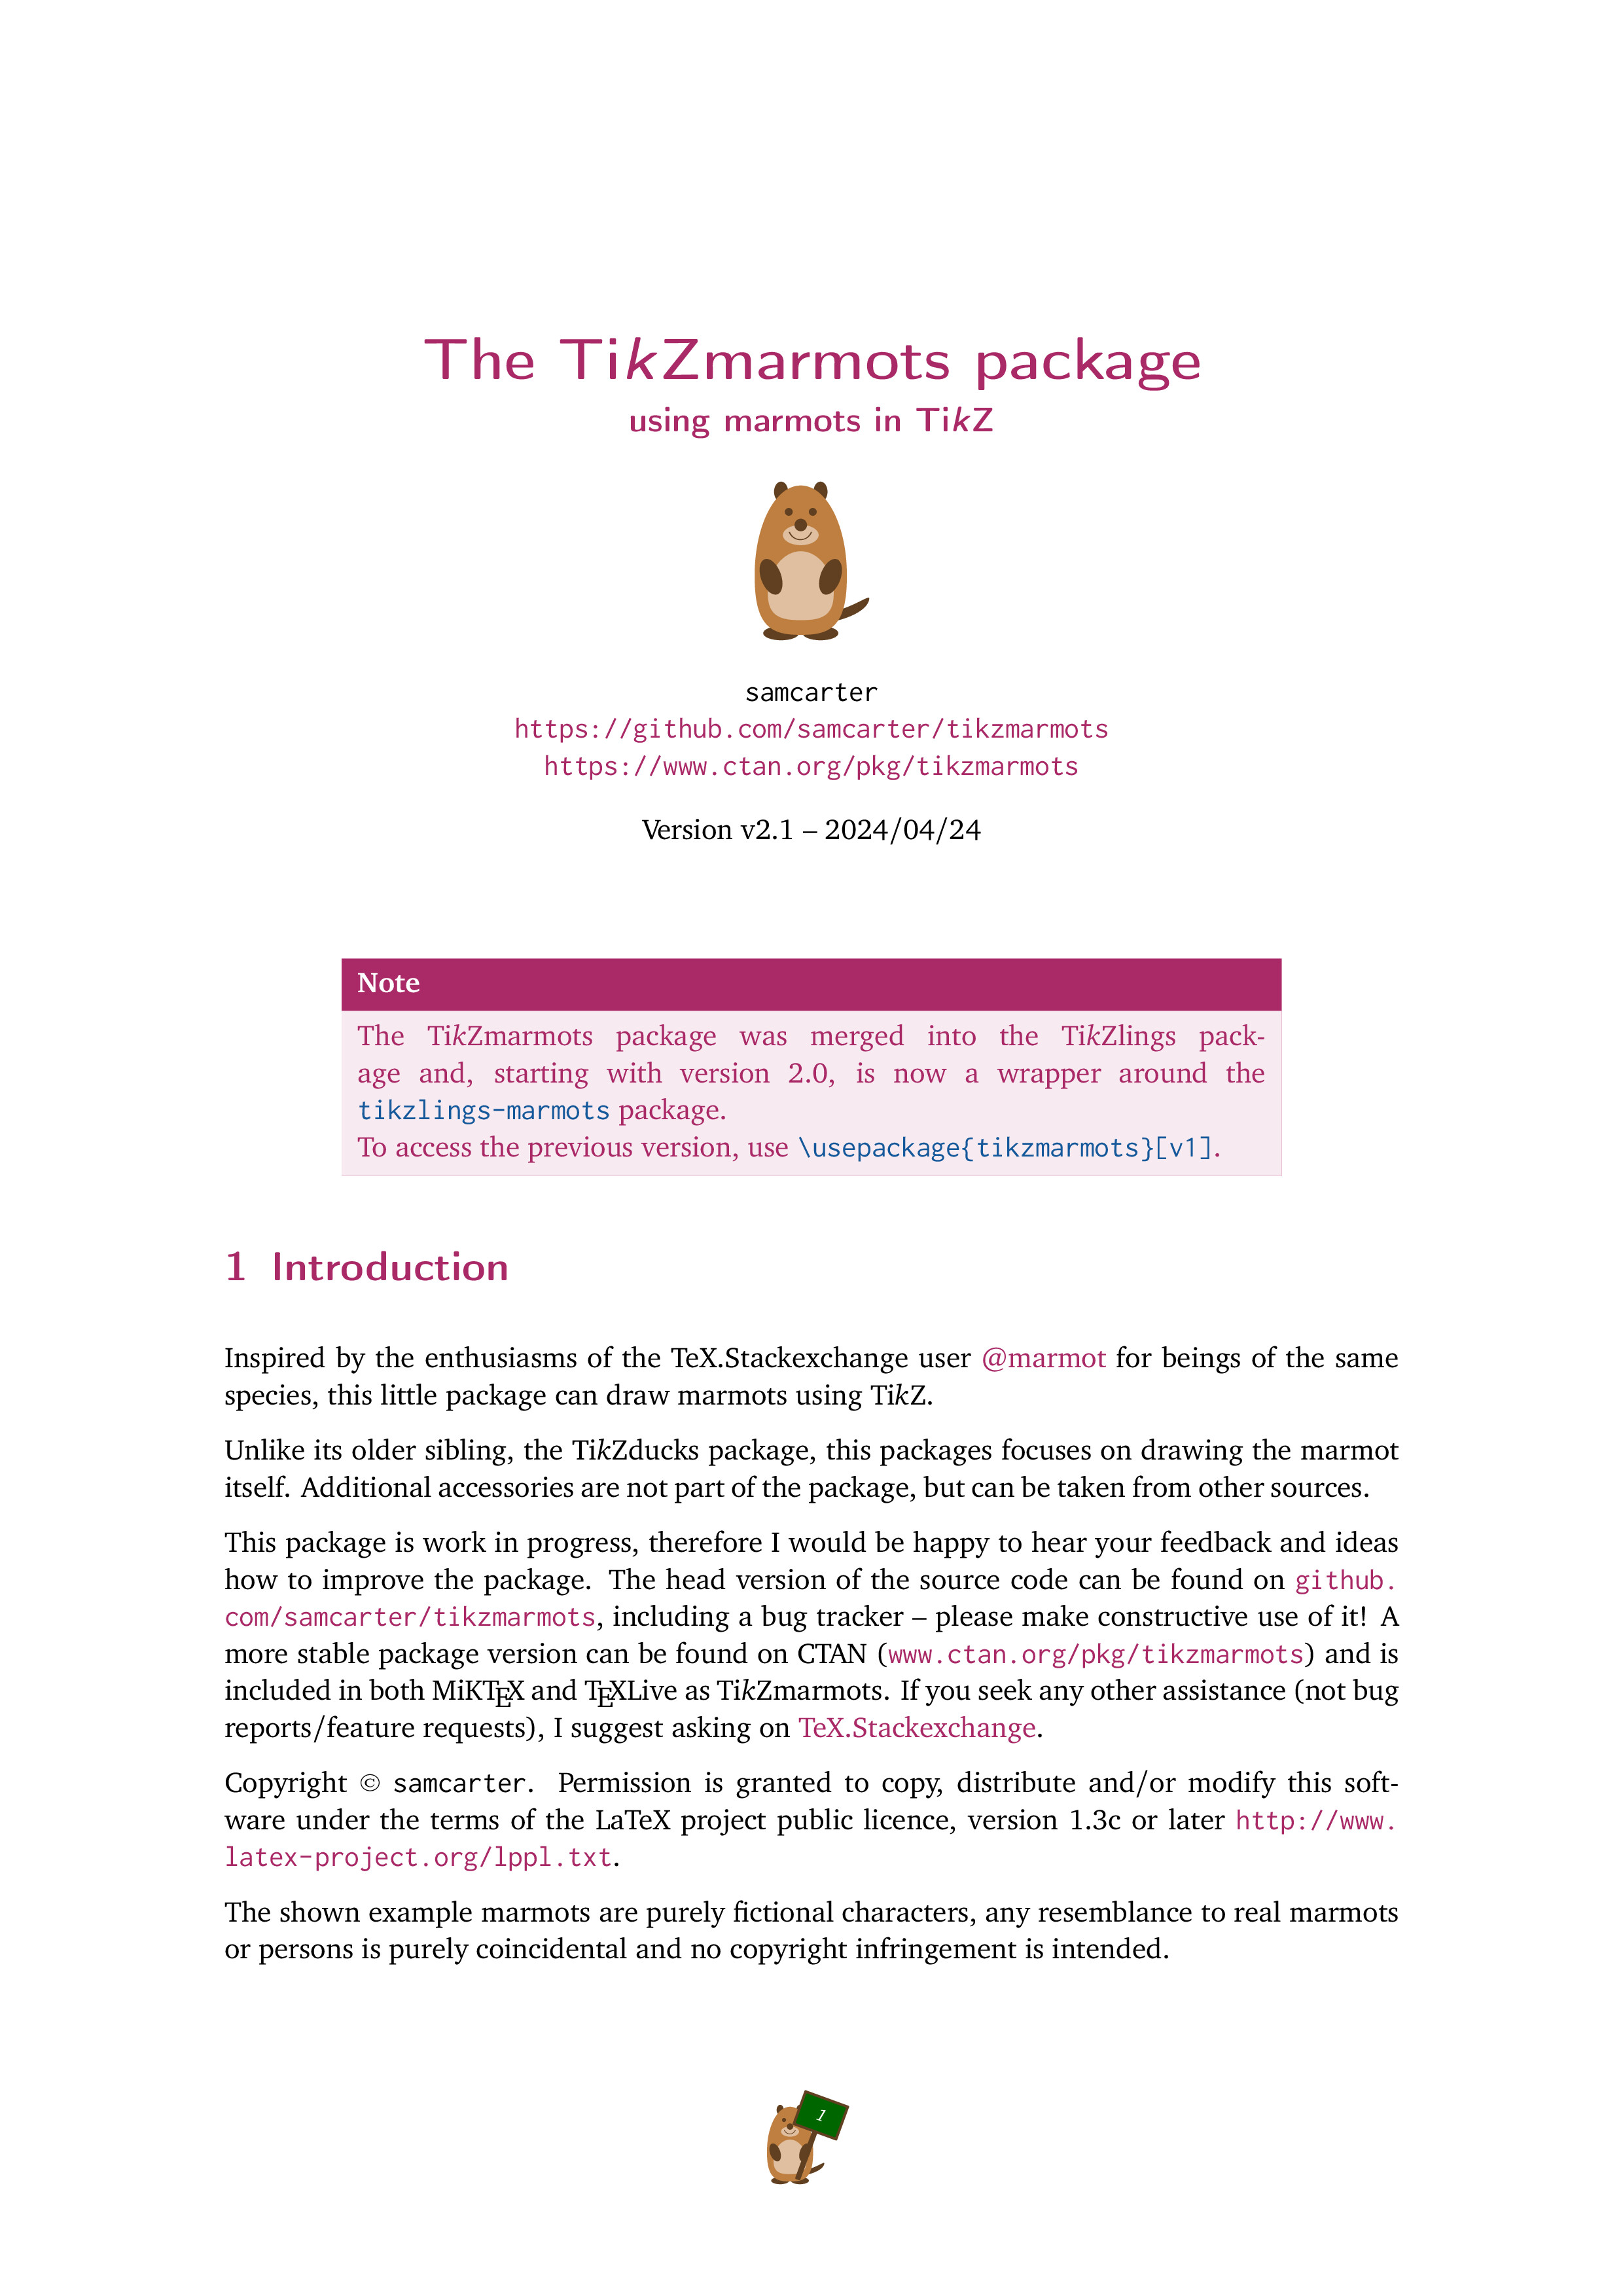 The TikZmarmots package
using marmots in TikZ
samcarter
https://github.com/samcarter/tikzmarmots
https://www.ctan.org/pkg/tikzmarmots
Version v2.1 – 2024/04/24
Note
The TikZmarmots package was merged into the TikZlings pack-
age and, starting with version 2.0, is now a wrapper around the
tikzlings-marmots package.
To access the previous version, use \usepackage{tikzmarmots}[v1].
1 Introduction
Inspired by the enthusiasms of the TeX.Stackexchange user @marmot for beings of the same
species, this little package can draw marmots using TikZ.
Unlike its older sibling, the TikZducks package, this packages focuses on drawing the marmot
itself. Additional accessories are not part of the package, but can be taken from other sources.
This package is work in progress, therefore I would be happy to hear your feedback and ideas
how to improve the package. The head version of the source code can be found on github.
com/samcarter/tikzmarmots, including a bug tracker – please make constructive use of it! A
more stable package version can be found on CTAN (www.ctan.org/pkg/tikzmarmots) and is
included in both MiKTEX and TEXLive as TikZmarmots. If you seek any other assistance (not bug
reports/feature requests), I suggest asking on TeX.Stackexchange.
Copyright © samcarter. Permission is granted to copy, distribute and/or modify this soft-
ware under the terms of the LaTeX project public licence, version 1.3c or later http://www.
latex-project.org/lppl.txt.
The shown example marmots are purely fictional characters, any resemblance to real marmots
or persons is purely coincidental and no copyright infringement is intended.
1